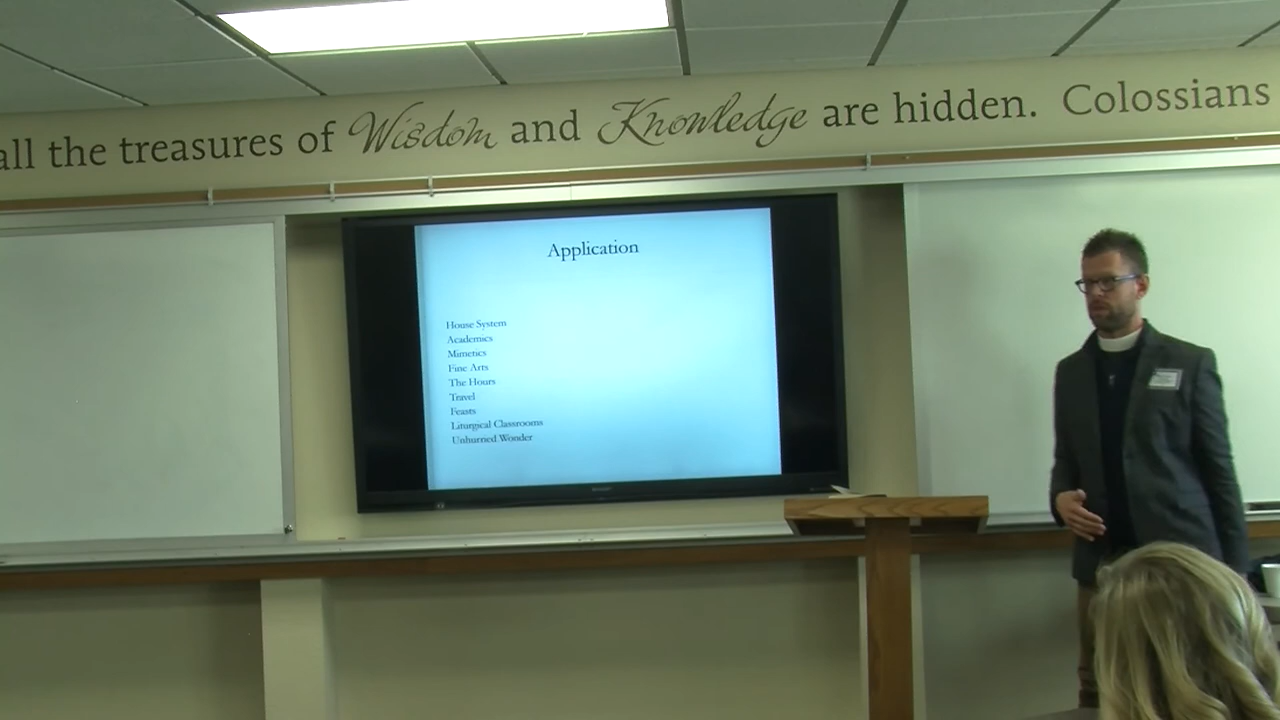 all the treasures of Wisdom and Knowledge are hidden. Colossians
Application
House System
Academics
Mimetics
Fine Arts
The Hours
Travel
Feasts
Liturgical Classrooms
Unhurried Wonder